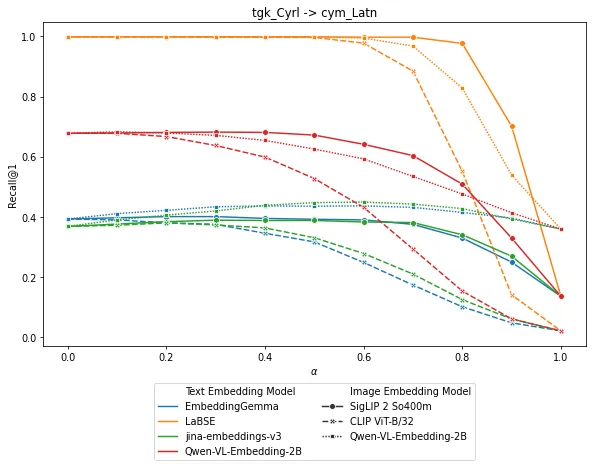 tgk_Cyrl -> cym_Latn
Recall@1
1.0
0.8
0.6
0.4
0.2
0.0
0.0 0.2 0.4 0.6 0.8 1.0
α
Text Embedding Model
EmbeddingGemma
LaBSE
jina-embeddings-v3
Qwen-VL-Embedding-2B
Image Embedding Model
SigLIP 2 So400m
CLIP ViT-B/32
Qwen-VL-Embedding-2B